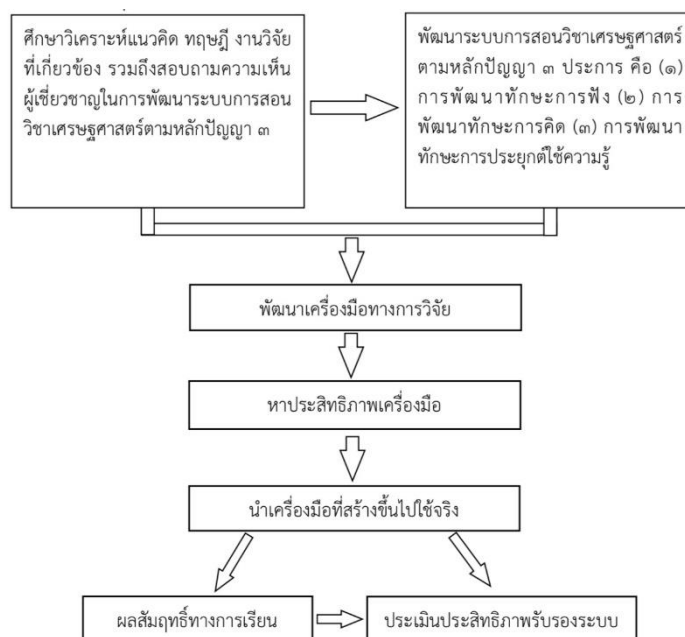 ศึกษาวิเคราะห์แนวคิด ทฤษฎี งานวิจัย
ที่เกี่ยวข้อง รวมถึงสอบถามความเห็น
ผู้เชี่ยวชาญในการพัฒนาระบบการสอน
วิชาเศรษฐศาสตร์ตามหลักปัญญา ๓
พัฒนาระบบการสอนวิชาเศรษฐศาสตร์
ตามหลักปัญญา ๓ ประการ คือ (๑)
การพัฒนาทักษะการฟัง (๒) การ
พัฒนาทักษะการคิด (๓) การพัฒนา
ทักษะการประยุกต์ใช้ความรู้
พัฒนาเครื่องมือทางการวิจัย
หาประสิทธิภาพเครื่องมือ
นำเครื่องมือที่สร้างขึ้นไปใช้จริง
ผลสัมฤทธิ์ทางการเรียน
ประเมินประสิทธิภาพรับรองระบบ